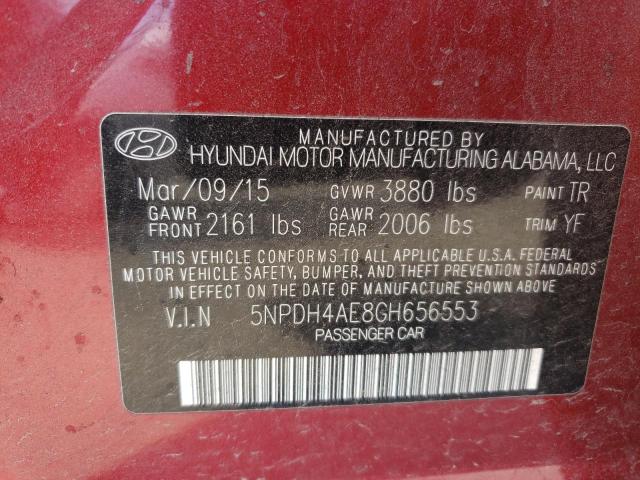 MANUFACTURED BY
HYUNDAI MOTOR MANUFACTURING ALABAMA, LLC
Mar/09/15 GVWR 3880 lbs PAINT TR
GAWR FRONT 2161 lbs GAWR REAR 2006 lbs TRIM YF
THIS VEHICLE CONFORMS TO ALL APPLICABLE U.S.A. FEDERAL
MOTOR VEHICLE SAFETY, BUMPER, AND THEFT PREVENTION STANDARDS
IN EFFECT ON THE DATE OF MANUFACTURE SHOWN ABOVE.
V.I.N 5NPDH4AE8GH656553
PASSENGER CAR